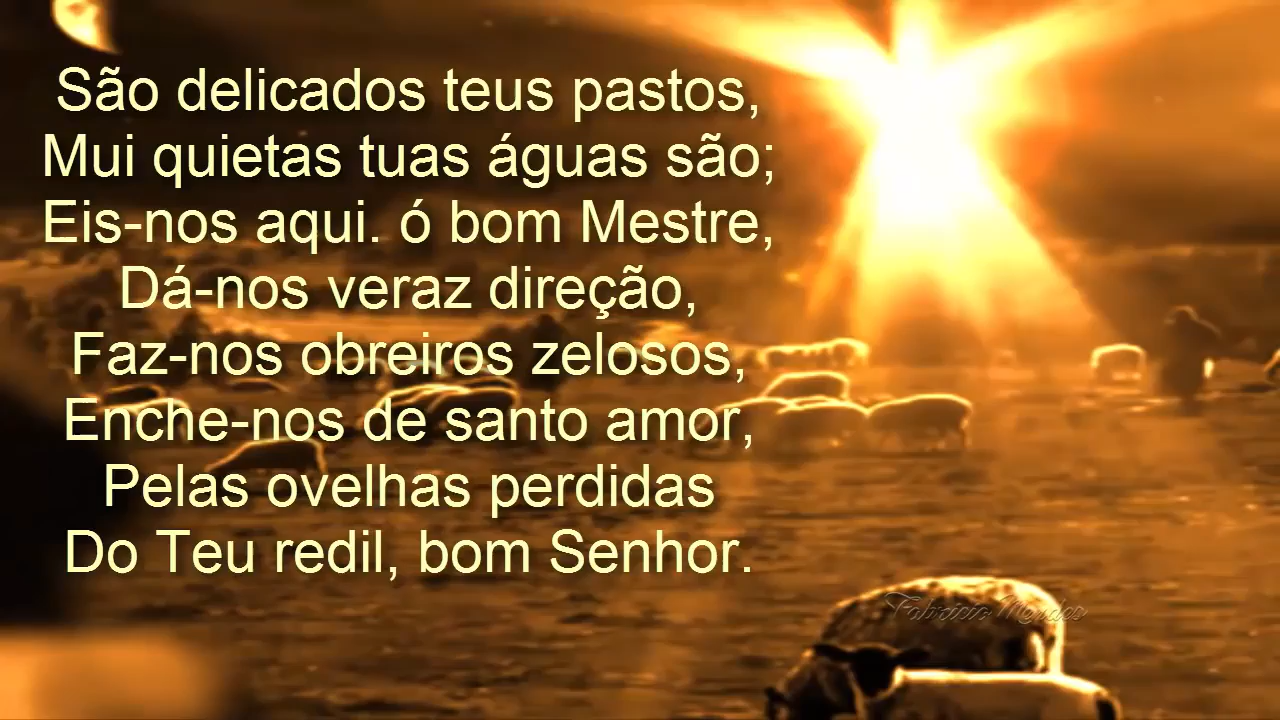 São delicados teus pastos,
Mui quietas tuas águas são;
Eis-nos aqui. ó bom Mestre,
Dá-nos veraz direção,
Faz-nos obreiros zelosos,
Enche-nos de santo amor,
Pelas ovelhas perdidas
Do Teu redil, bom Senhor.
Fabricio Mendes